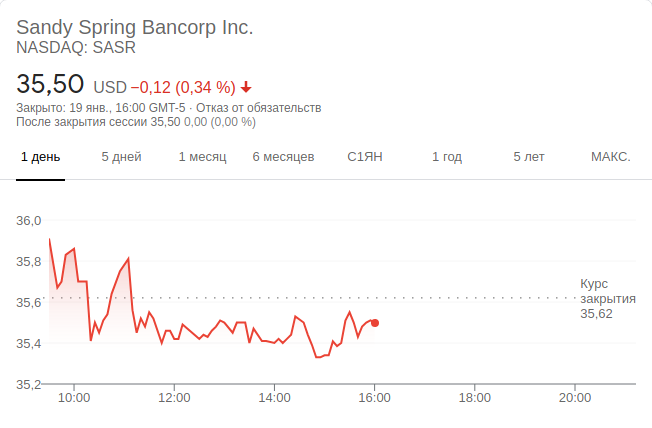 Sandy Spring Bancorp Inc.
NASDAQ: SASR
35,50 USD −0,12 (0,34 %)
Закрыто: 19 янв., 16:00 GMT-5 · Отказ от обязательств
После закрытия сессии 35,50 0,00 (0,00 %)
1 день 5 дней 1 месяц 6 месяцев С1ЯН 1 год 5 лет МАКС.
36,0
35,8
35,6
35,4
35,2
Курс
закрытия
35,62
10:00 12:00 14:00 16:00 18:00 20:00